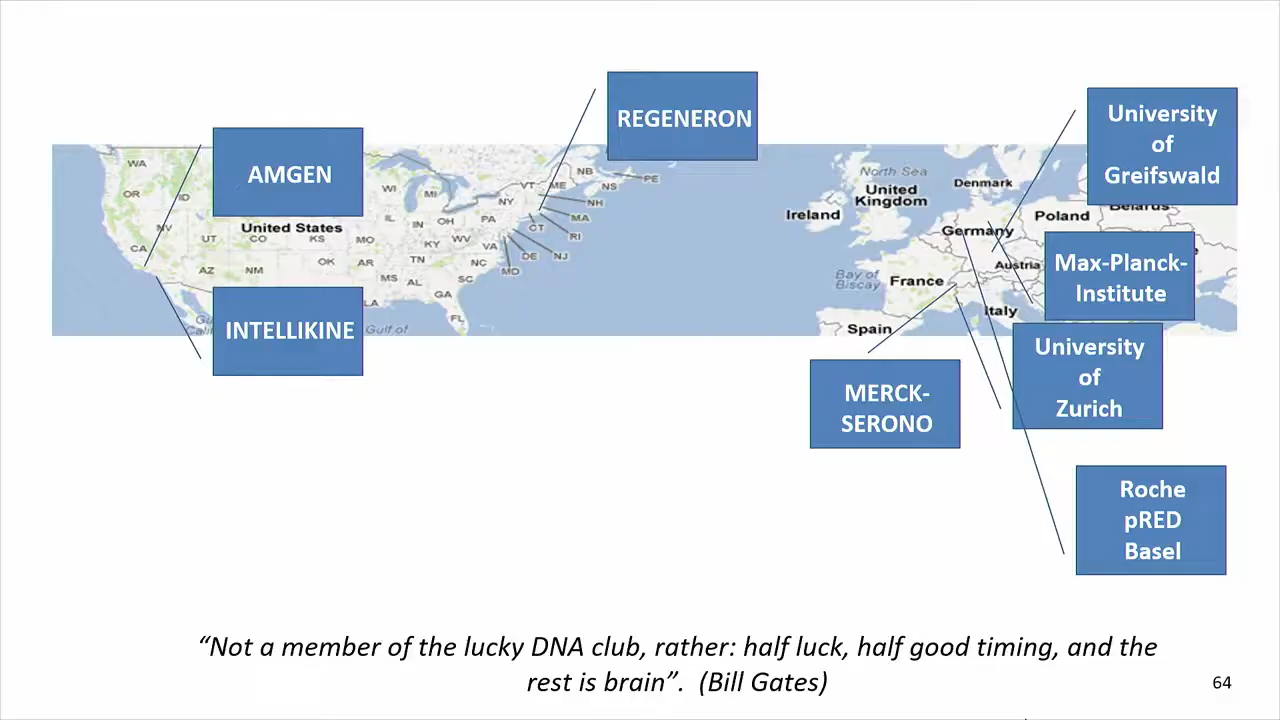 REGENERON
University
of
Greifswald
AMGEN
WA
OR
ID
NV
CA
UT
AZ
CO
NM
United States
KS
OK
MO
AR
LA
WI
IL
MI
IN
OH
KY
TN
MS
AL
GA
FL
SC
NC
WV
VA
PA
NY
VT
ME
NB
NS
PE
NH
MA
RI
CT
NJ
DE
MD
Gulf of
North Sea
United
Kingdom
Ireland
Denmark
Germany
Poland
Belarus
Bay of
Biscay
France
Austria
Italy
Spain
Max-Planck-
Institute
INTELLIKINE
University
of
Zurich
MERCK-
SERONO
Roche
pRED
Basel
“Not a member of the lucky DNA club, rather: half luck, half good timing, and the
rest is brain”. (Bill Gates)
64